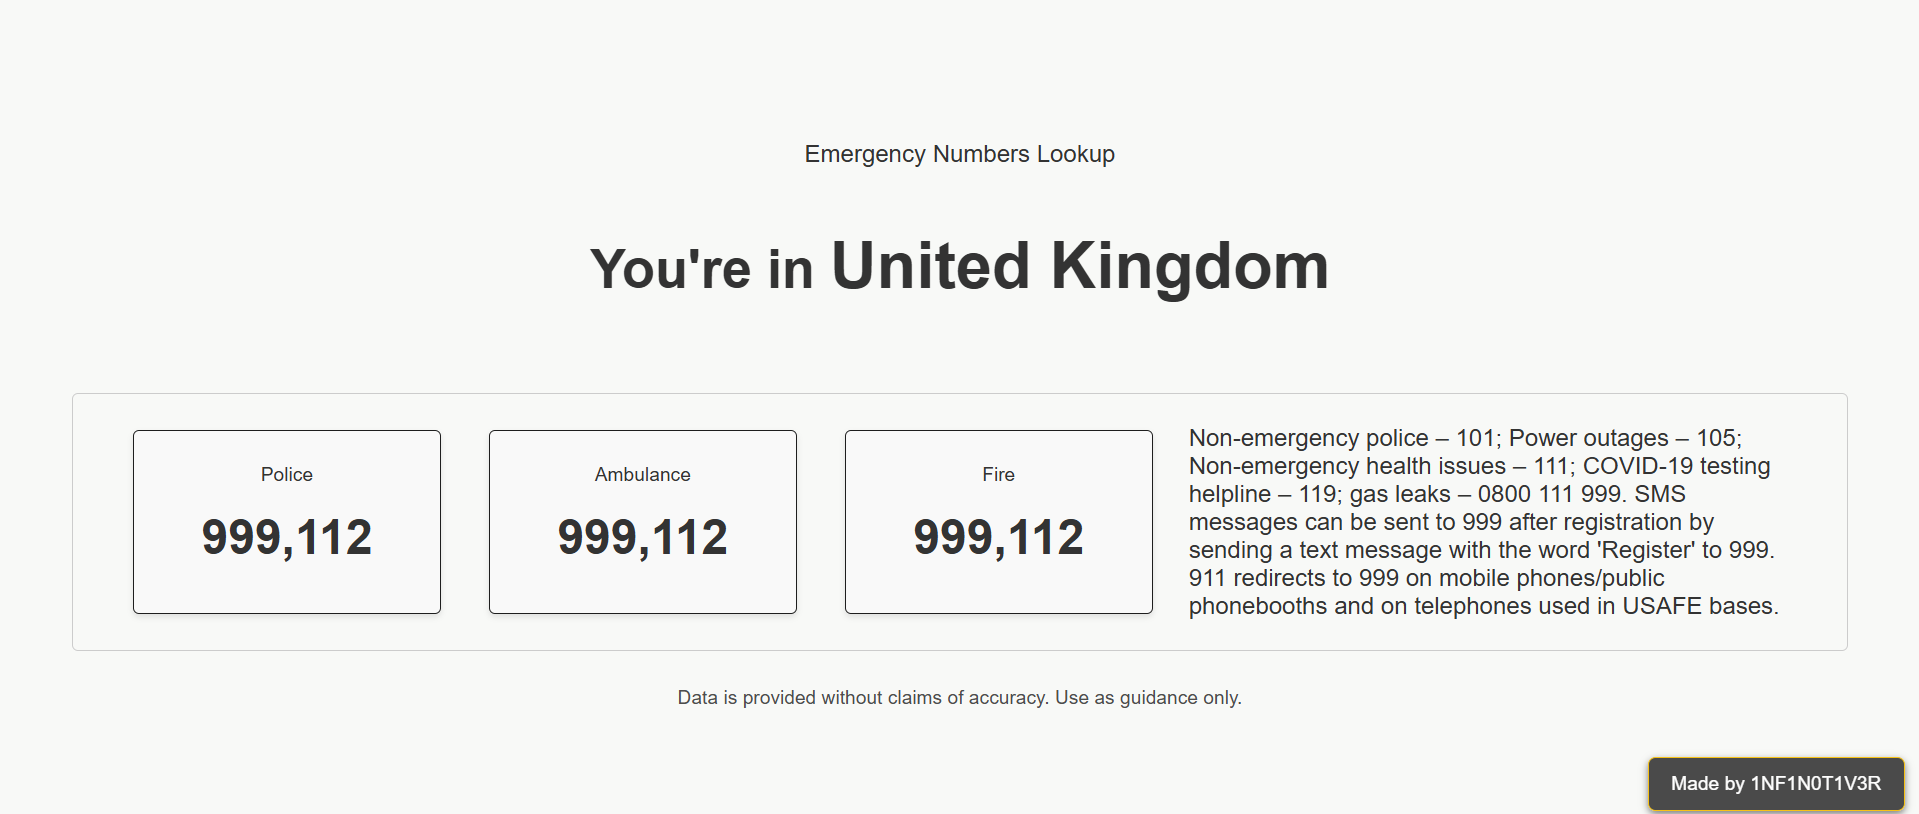 Emergency Numbers Lookup
You're in United Kingdom
Police
999,112
Ambulance
999,112
Fire
999,112
Non-emergency police – 101; Power outages – 105;
Non-emergency health issues – 111; COVID-19 testing
helpline – 119; gas leaks – 0800 111 999. SMS
messages can be sent to 999 after registration by
sending a text message with the word 'Register' to 999.
911 redirects to 999 on mobile phones/public
phonebooths and on telephones used in USAFE bases.
Data is provided without claims of accuracy. Use as guidance only.
Made by 1NF1N0T1V3R